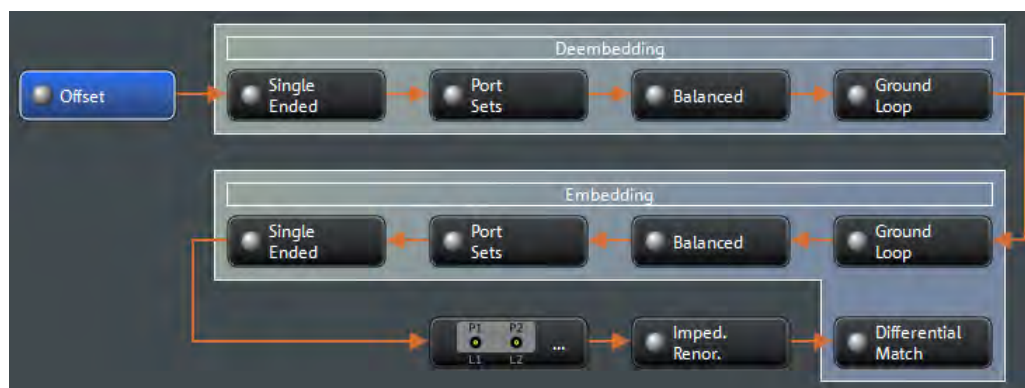 Deembedding
Offset
Single
Ended
Port
Sets
Balanced
Ground
Loop
Embedding
Single
Ended
Port
Sets
Balanced
Ground
Loop
P1 P2
...
L1 L2
Imped.
Renor.
Differential
Match